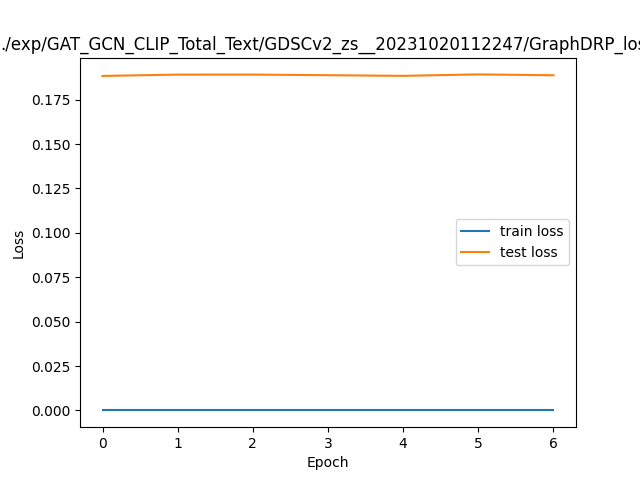 ./exp/GAT_GCN_CLIP_Total_Text/GDSCv2_zs__20231020112247/GraphDRP_los
0.175
0.150
0.125
0.100
0.075
0.050
0.025
0.000
Loss
train loss
test loss
0 1 2 3 4 5 6
Epoch